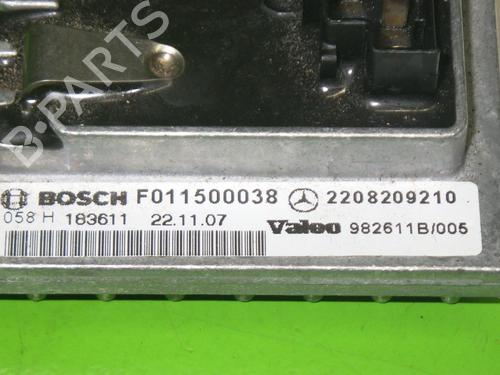 B-PARTS
BOSCH F011500038 2208209210
058 H 183611 22.11.07 Valeo 982611B/005